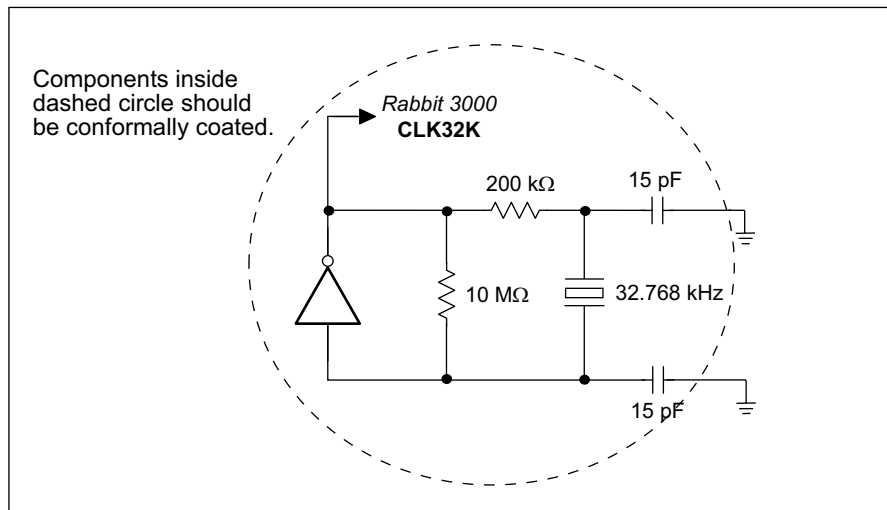 Components inside
dashed circle should
be conformally coated.
Rabbit 3000
CLK32K
200 kΩ
15 pF
10 MΩ
32.768 kHz
15 pF